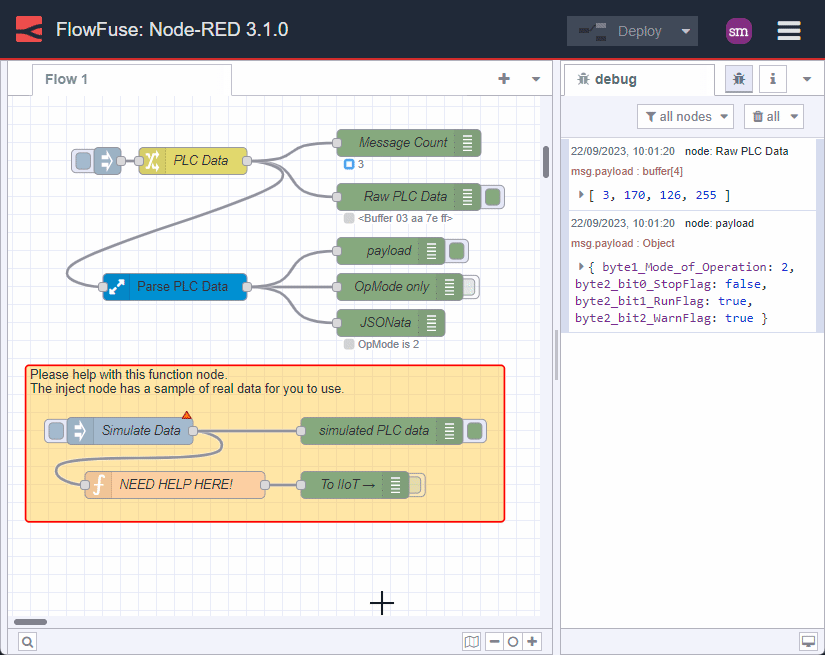 FlowFuse: Node-RED 3.1.0
Deploy
sm
Flow 1
debug
i
all nodes
all
PLC Data
Message Count
3
Raw PLC Data
<Buffer 03 aa 7e ff>
payload
Parse PLC Data
OpMode only
JSONata
OpMode is 2
Please help with this function node.
The inject node has a sample of real data for you to use.
Simulate Data
simulated PLC data
f
NEED HELP HERE!
To IIoT →
22/09/2023, 10:01:20 node: Raw PLC Data
msg.payload : buffer[4]
[ 3, 170, 126, 255 ]
22/09/2023, 10:01:20 node: payload
msg.payload : Object
{ byte1_Mode_of_Operation: 2,
byte2_bit0_StopFlag: false,
byte2_bit1_RunFlag: true,
byte2_bit2_WarnFlag: true }